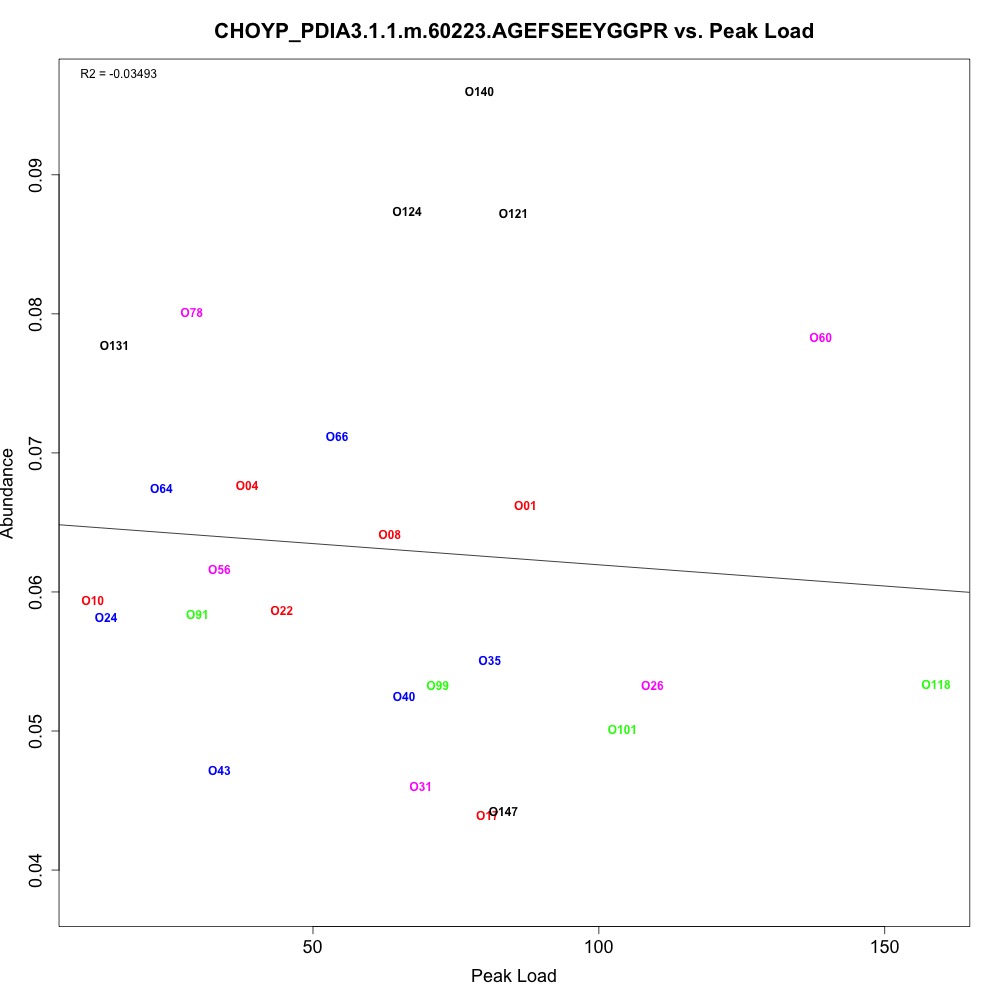 CHOYP_PDIA3.1.1.m.60223.AGEFSEEYGGPR vs. Peak Load
R2 = -0.03493
O140
O124
O121
O78
O60
O131
O66
O04
O64
O01
O08
O56
O10
O22
O91
O24
O35
O118
O99
O26
O40
O101
O43
O31
O147
O17
Abundance
0.09
0.08
0.07
0.06
0.05
0.04
50
100
150
Peak Load